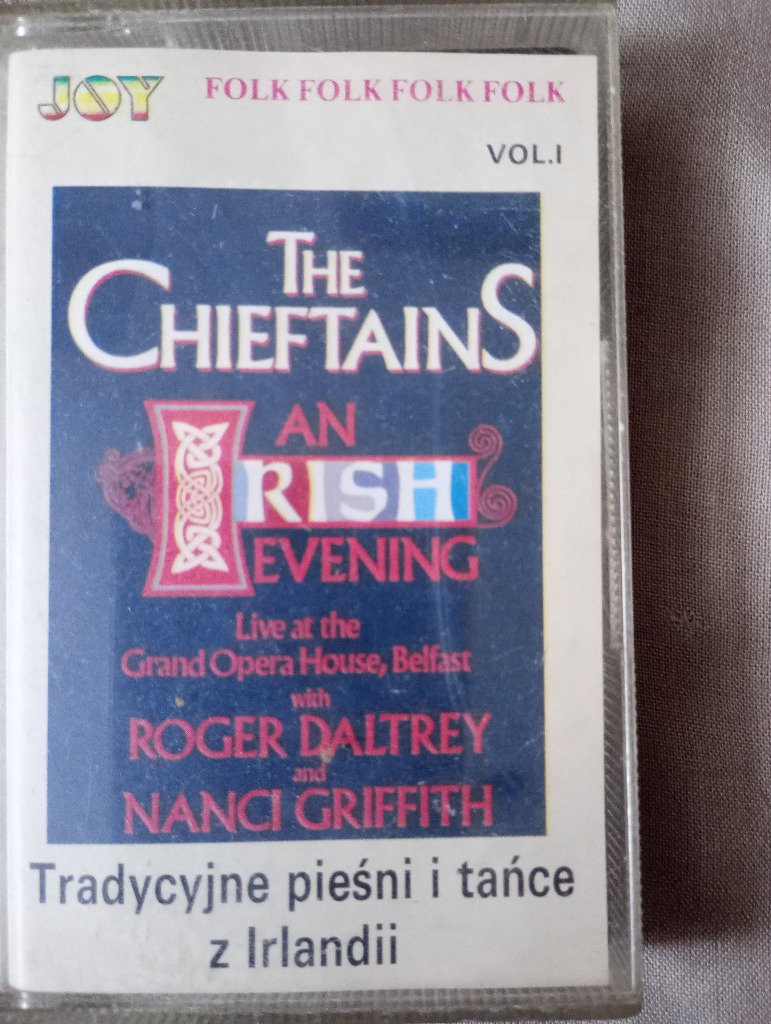 JOY FOLK FOLK FOLK FOLK
VOL.I
THE
CHIEFTAINS
AN
IRISH
EVENING
Live at the
Grand Opera House, Belfast
with
ROGER DALTREY
and
NANCI GRIFFITH
Tradycyjne pieśni i tańce
z Irlandii